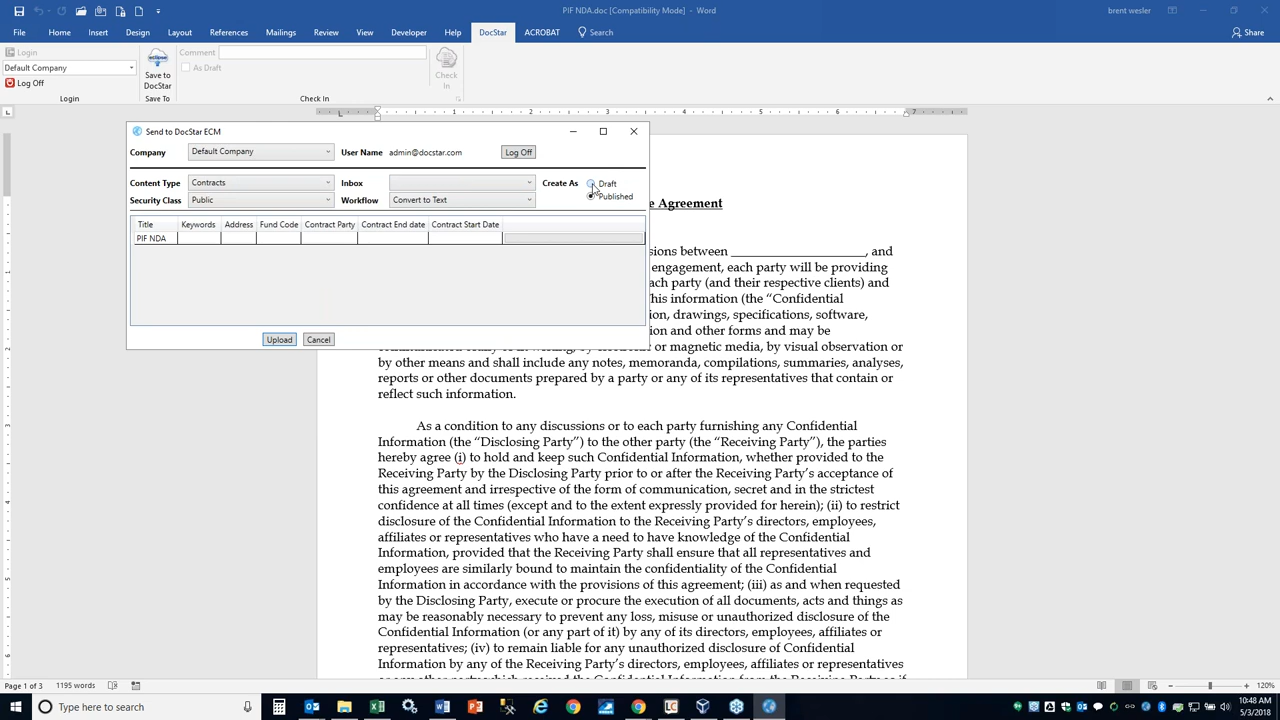 PIF NDA.doc [Compatibility Mode] - Word
brent wesler
File Home Insert Design Layout References Mailings Review View Developer Help DocStar ACROBAT Search Share
Login
Default Company
Log Off
Login
eclipse
Save to DocStar
Save To
Comment
As Draft
Check In
Check In
1 2 3 4 5 6 7
Send to DocStar ECM
Company Default Company User Name admin@docstar.com Log Off
Content Type Contracts Inbox Create As Draft
Security Class Public Workflow Convert to Text Published
Title Keywords Address Fund Code Contract Party Contract End date Contract Start Date
PIF NDA
Upload Cancel
e Agreement
sions between ____________________, and
engagement, each party will be providing
ach party (and their respective clients) and
his information (the “Confidential
ion, drawings, specifications, software,
ation and other forms and may be
or magnetic media, by visual observation or
by other means and shall include any notes, memoranda, compilations, summaries, analyses,
reports or other documents prepared by a party or any of its representatives that contain or
reflect such information.
As a condition to any discussions or to each party furnishing any Confidential
Information (the “Disclosing Party”) to the other party (the “Receiving Party”), the parties
hereby agree (i) to hold and keep such Confidential Information, whether provided to the
Receiving Party by the Disclosing Party prior to or after the Receiving Party’s acceptance of
this agreement and irrespective of the form of communication, secret and in the strictest
confidence at all times (except and to the extent expressly provided for herein); (ii) to restrict
disclosure of the Confidential Information to the Receiving Party’s directors, employees,
affiliates or representatives who have a need to have knowledge of the Confidential
Information, provided that the Receiving Party shall ensure that all representatives and
employees are similarly bound to maintain the confidentiality of the Confidential
Information in accordance with the provisions of this agreement; (iii) as and when requested
by the Disclosing Party, execute or procure the execution of all documents, acts and things as
may be reasonably necessary to prevent any loss, misuse or unauthorized disclosure of the
Confidential Information (or any part of it) by any of its directors, employees, affiliates or
representatives; (iv) to remain liable for any unauthorized disclosure of Confidential
Information by any of the Receiving Party’s directors, employees, affiliates or representatives
Page 1 of 3 1195 words 120%
Type here to search
10:48 AM
5/3/2018